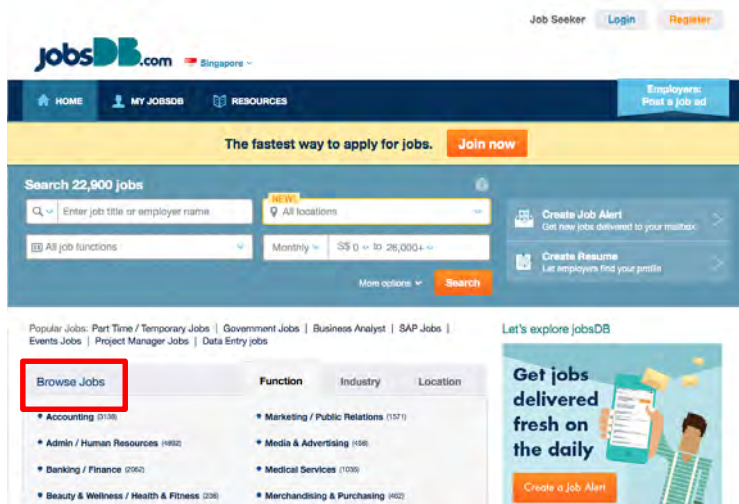 Job Seeker Login Register
jobsDB.com Singapore
HOME MY JOBSDB RESOURCES
Employers:
Post a job ad
The fastest way to apply for jobs. Join now
Search 22,900 jobs
NEW!
Enter job title or employer name All locations
All job functions Monthly S$ 0 to 26,000+
Create Job Alert
Get new jobs delivered to your mailbox
Create Resume
Let employers find your profile
More options Search
Popular Jobs: Part Time / Temporary Jobs | Government Jobs | Business Analyst | SAP Jobs |
Events Jobs | Project Manager Jobs | Data Entry jobs
Let's explore jobsDB
Browse Jobs Function Industry Location
Accounting (3138) Marketing / Public Relations (1571)
Admin / Human Resources (4992) Media & Advertising (458)
Banking / Finance (2062) Medical Services (1035)
Beauty & Wellness / Health & Fitness (238) Merchandising & Purchasing (462)
Get jobs
delivered
fresh on
the daily
Create a Job Alert